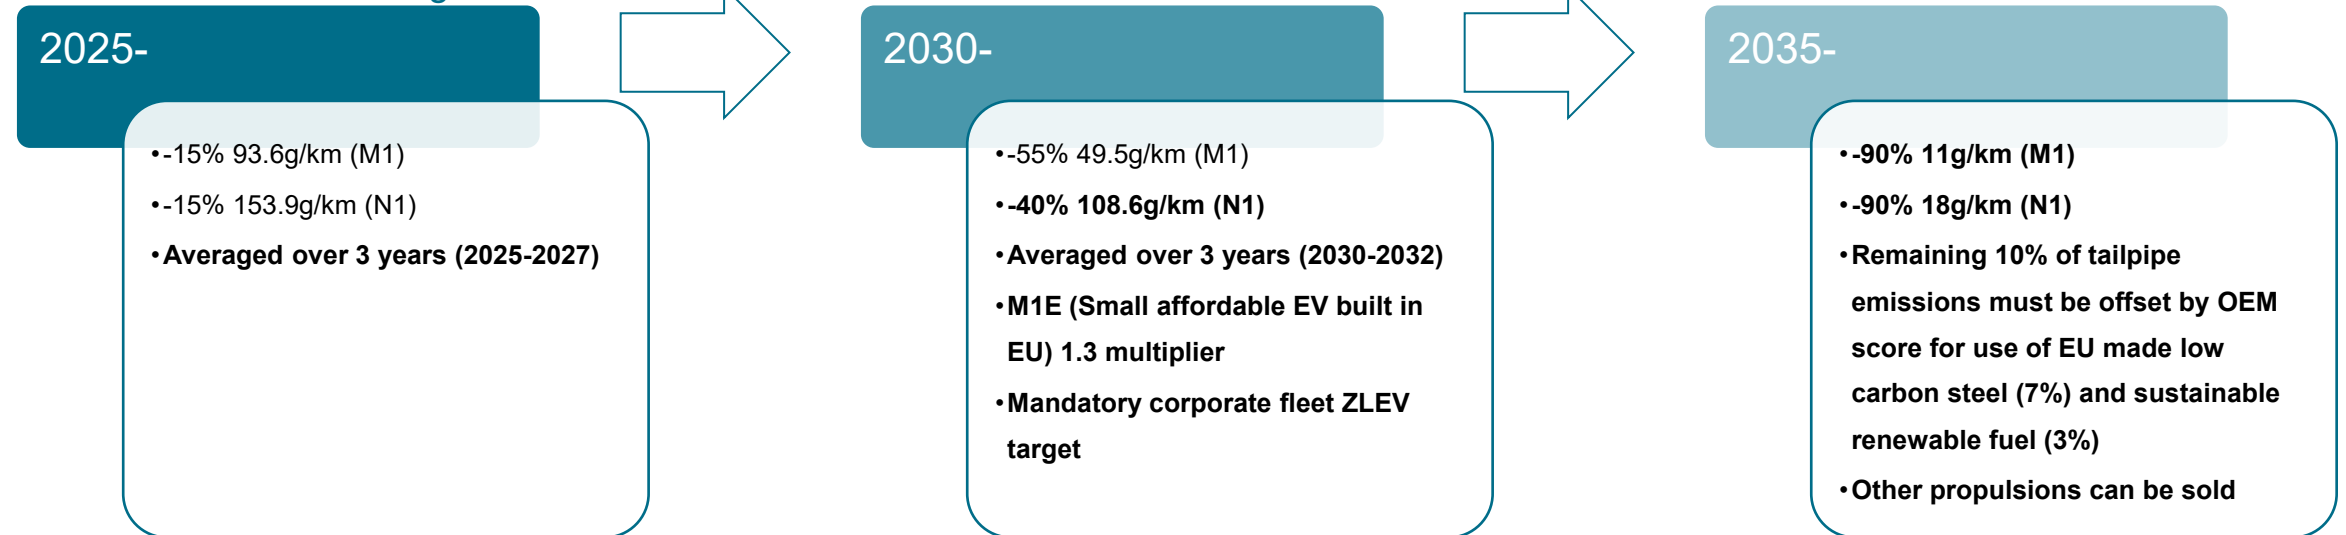 2025-
•-15% 93.6g/km (M1)
•-15% 153.9g/km (N1)
•Averaged over 3 years (2025-2027)
2030-
•-55% 49.5g/km (M1)
•-40% 108.6g/km (N1)
•Averaged over 3 years (2030-2032)
•M1E (Small affordable EV built in
EU) 1.3 multiplier
•Mandatory corporate fleet ZLEV
target
2035-
•-90% 11g/km (M1)
•-90% 18g/km (N1)
•Remaining 10% of tailpipe
emissions must be offset by OEM
score for use of EU made low
carbon steel (7%) and sustainable
renewable fuel (3%)
•Other propulsions can be sold